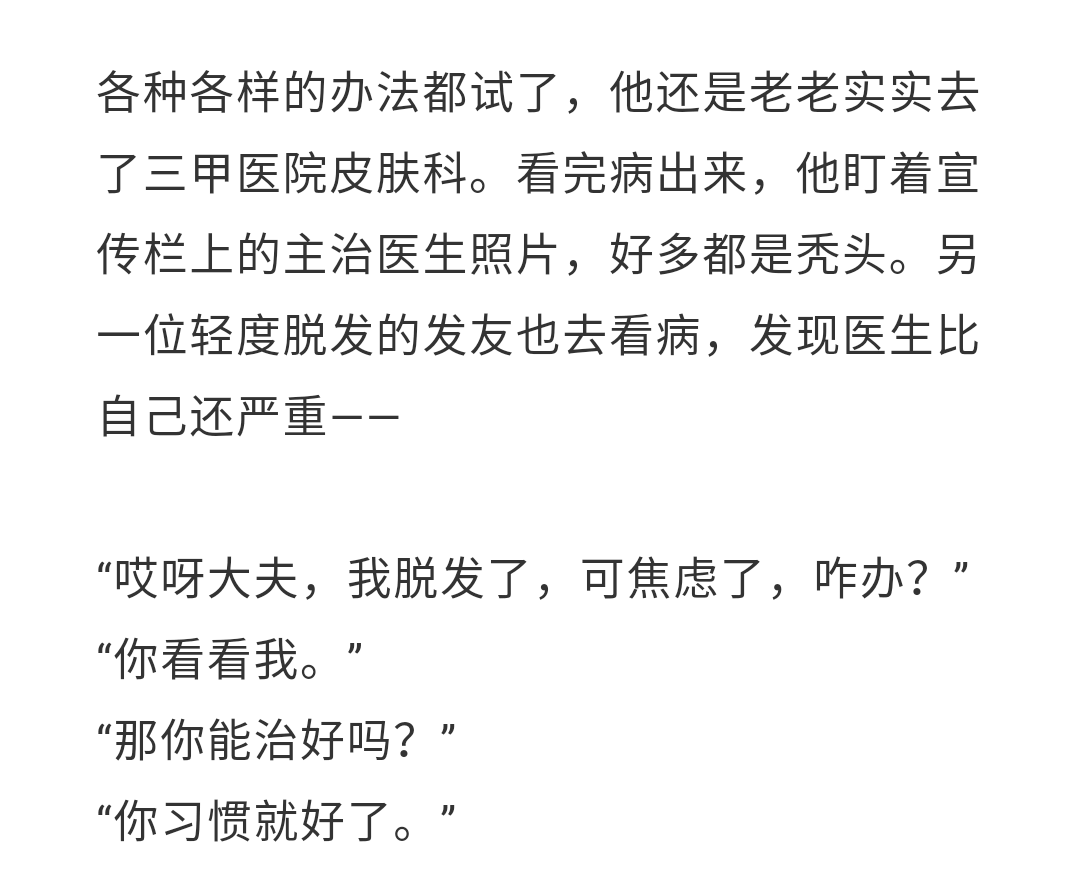 各种各样的办法都试了，他还是老老实实去
了三甲医院皮肤科。看完病出来，他盯着宣
传栏上的主治医生照片，好多都是秃头。另
一位轻度脱发的发友也去看病，发现医生比
自己还严重——
“哎呀大夫，我脱发了，可焦虑了，咋办？”
“你看看我。”
“那你能治好吗？”
“你习惯就好了。”